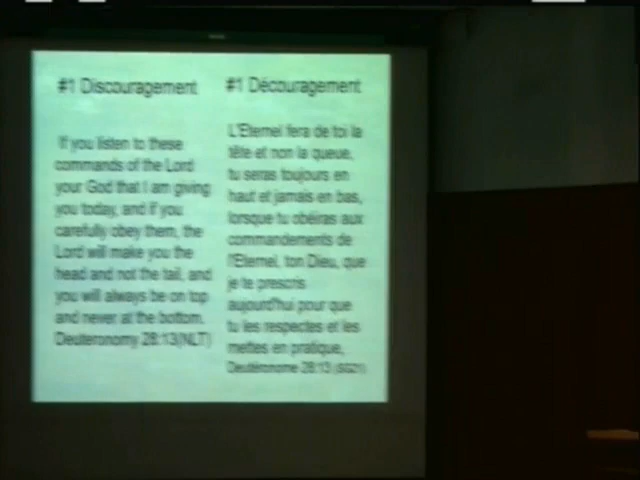 #1 Discouragement
If you listen to these
commands of the Lord
your God that I am giving
you today, and if you
carefully obey them, the
Lord will make you the
head and not the tail, and
you will always be on top
and never at the bottom.
Deuteronomy 28:13(NLT)
#1 Découragement
L'Eternel fera de toi la
tête et non la queue,
tu seras toujours en
haut et jamais en bas,
lorsque tu obéiras aux
commandements de
l'Eternel, ton Dieu, que
je te prescris
aujourd'hui pour que
tu les respectes et les
mettes en pratique,
Deutéronome 28:13 (SG21)